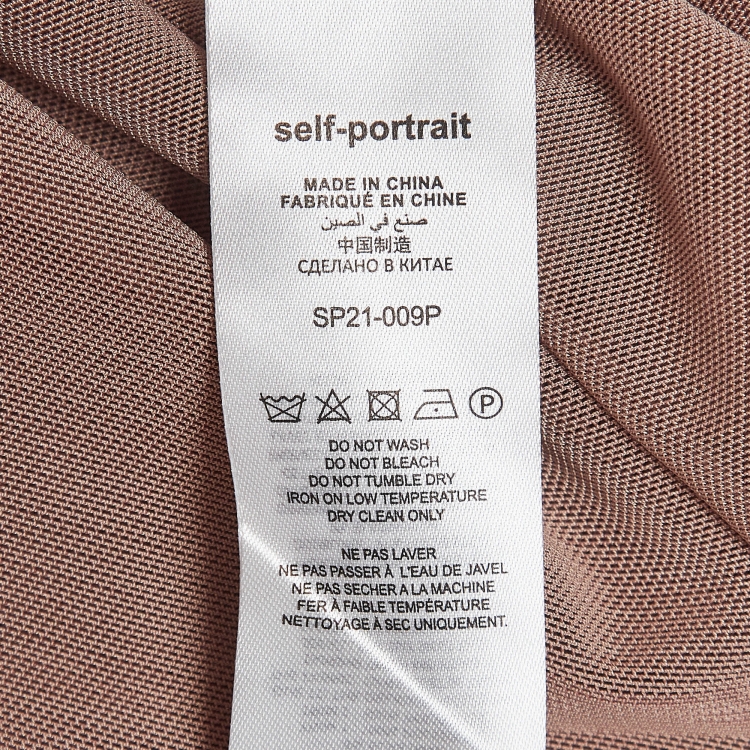 self-portrait
MADE IN CHINA
FABRIQUÉ EN CHINE
صنع في الصين
中国制造
СДЕЛАНО В КИТАЕ
SP21-009P
P
DO NOT WASH
DO NOT BLEACH
DO NOT TUMBLE DRY
IRON ON LOW TEMPERATURE
DRY CLEAN ONLY
NE PAS LAVER
NE PAS PASSER À L'EAU DE JAVEL
NE PAS SECHER A LA MACHINE
FER À FAIBLE TEMPÉRATURE
NETTOYAGE À SEC UNIQUEMENT.